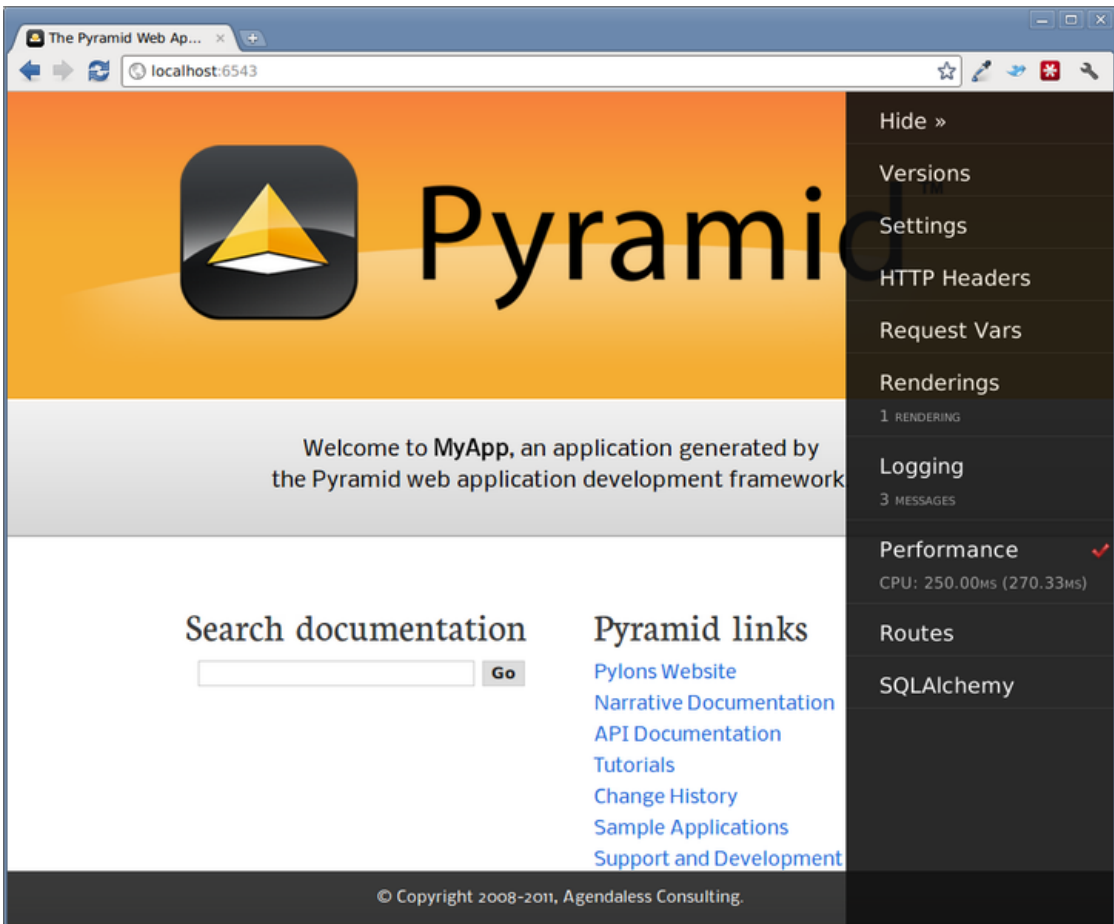 The Pyramid Web Ap...
localhost:6543
Pyramid™
Welcome to MyApp, an application generated by
the Pyramid web application development framework
Search documentation
Go
Pyramid links
Pylons Website
Narrative Documentation
API Documentation
Tutorials
Change History
Sample Applications
Support and Development
© Copyright 2008-2011, Agendaless Consulting.
Hide »
Versions
Settings
HTTP Headers
Request Vars
Renderings
1 RENDERING
Logging
3 MESSAGES
Performance
CPU: 250.00MS (270.33MS)
Routes
SQLAlchemy